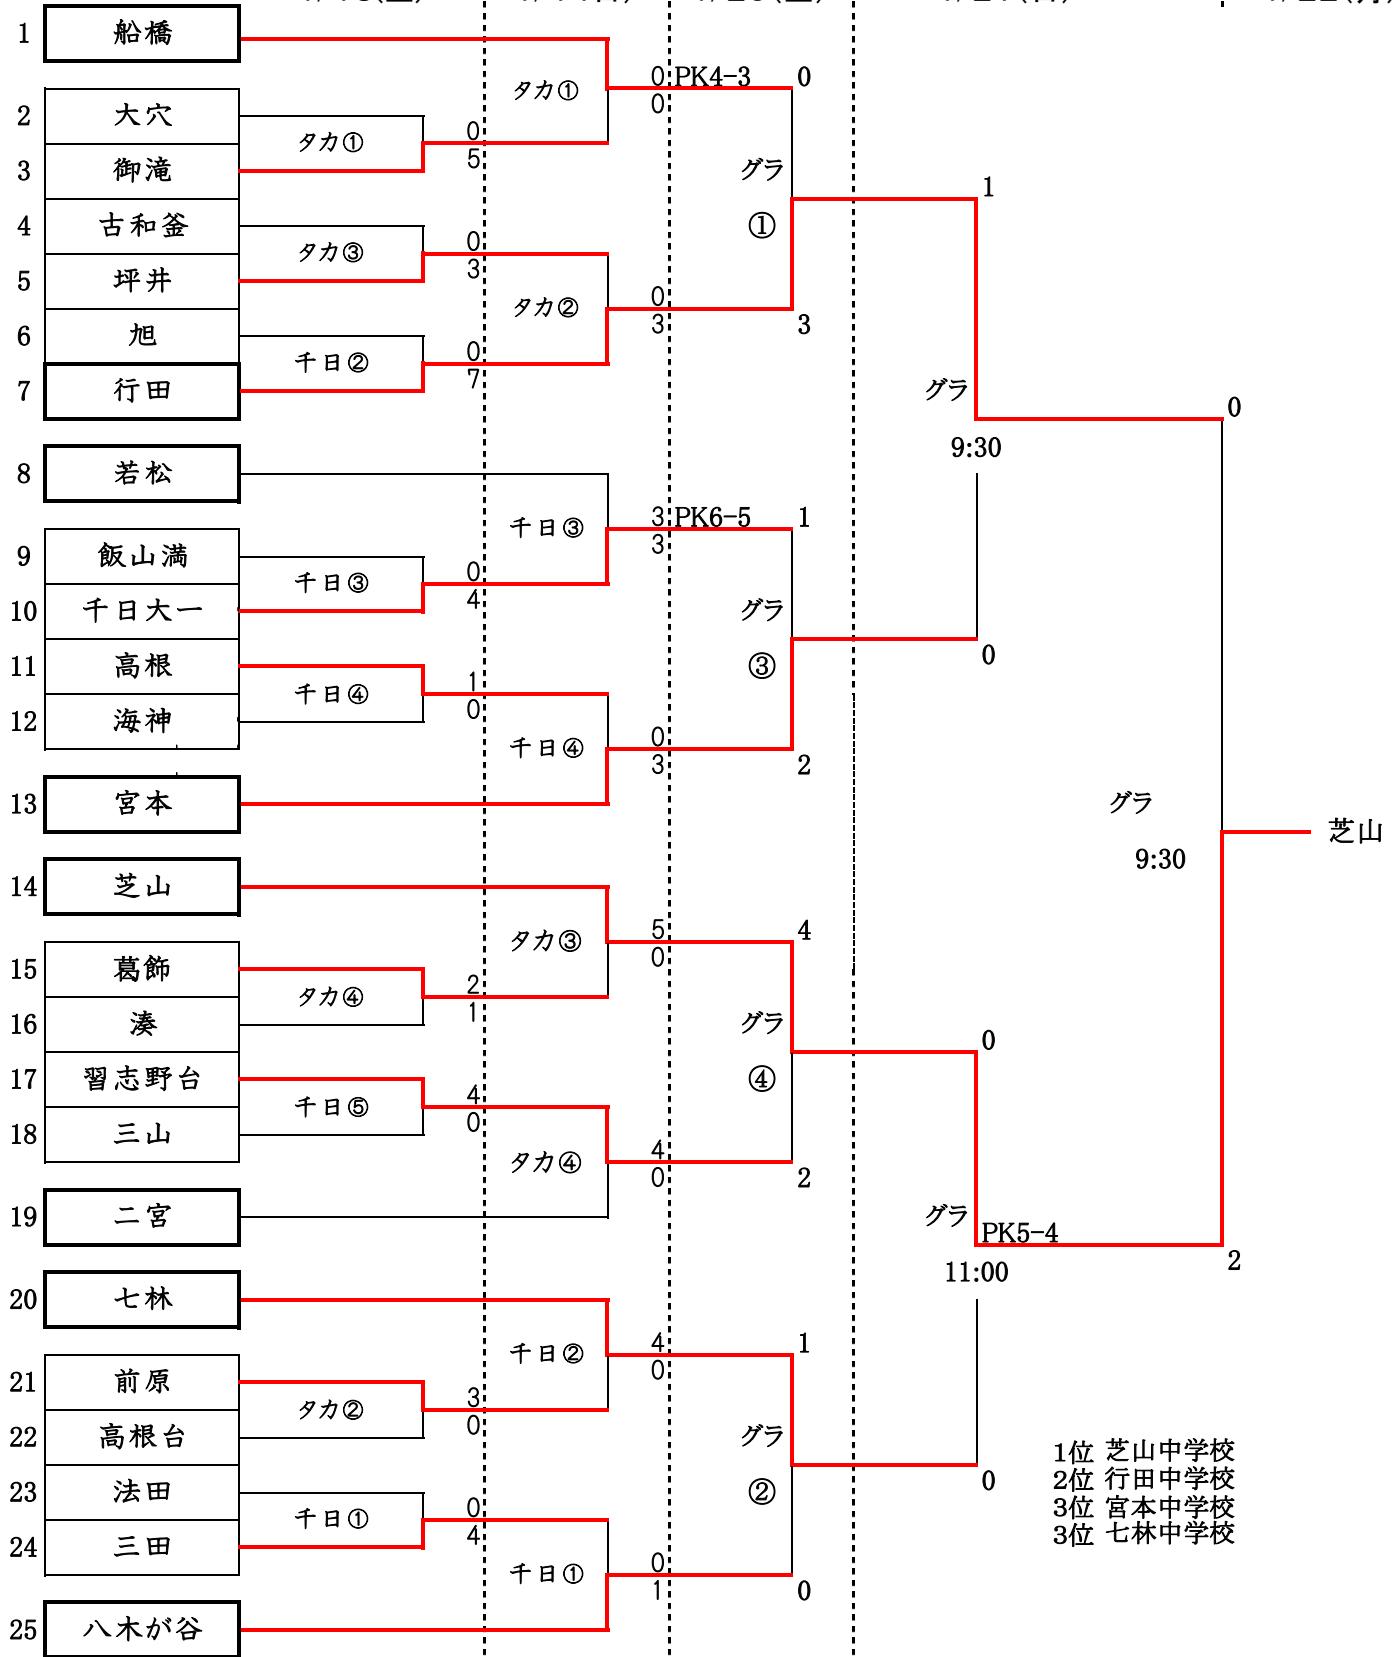 1 船橋
タカ① 0 PK4-3 0
0
2 大穴
タカ① 0
5
3 御滝
グラ
① 1
4 古和釜
タカ③ 0
3
5 坪井
タカ② 0
3 3
6 旭
千日② 0
7
7 行田
グラ 0
9:30
8 若松
千日③ 3 PK6-5 1
3
9 飯山満
千日③ 0
4
10 千日大一
グラ
③ 0
11 高根
千日④ 1
0
12 海神
千日④ 0
3 2
13 宮本
グラ
9:30
芝山
14 芝山
タカ③ 5 4
0
15 葛飾
タカ④ 2
1
16 湊
グラ
④ 0
17 習志野台
千日⑤ 4
0
18 三山
タカ④ 4
0 2
19 二宮
グラ PK5-4
11:00 2
20 七林
千日② 4 1
0
21 前原
タカ② 3
0
22 高根台
グラ
② 0
23 法田
千日① 0
4
24 三田
千日① 0
1 0
25 八木が谷
1位 芝山中学校
2位 行田中学校
3位 宮本中学校
3位 七林中学校